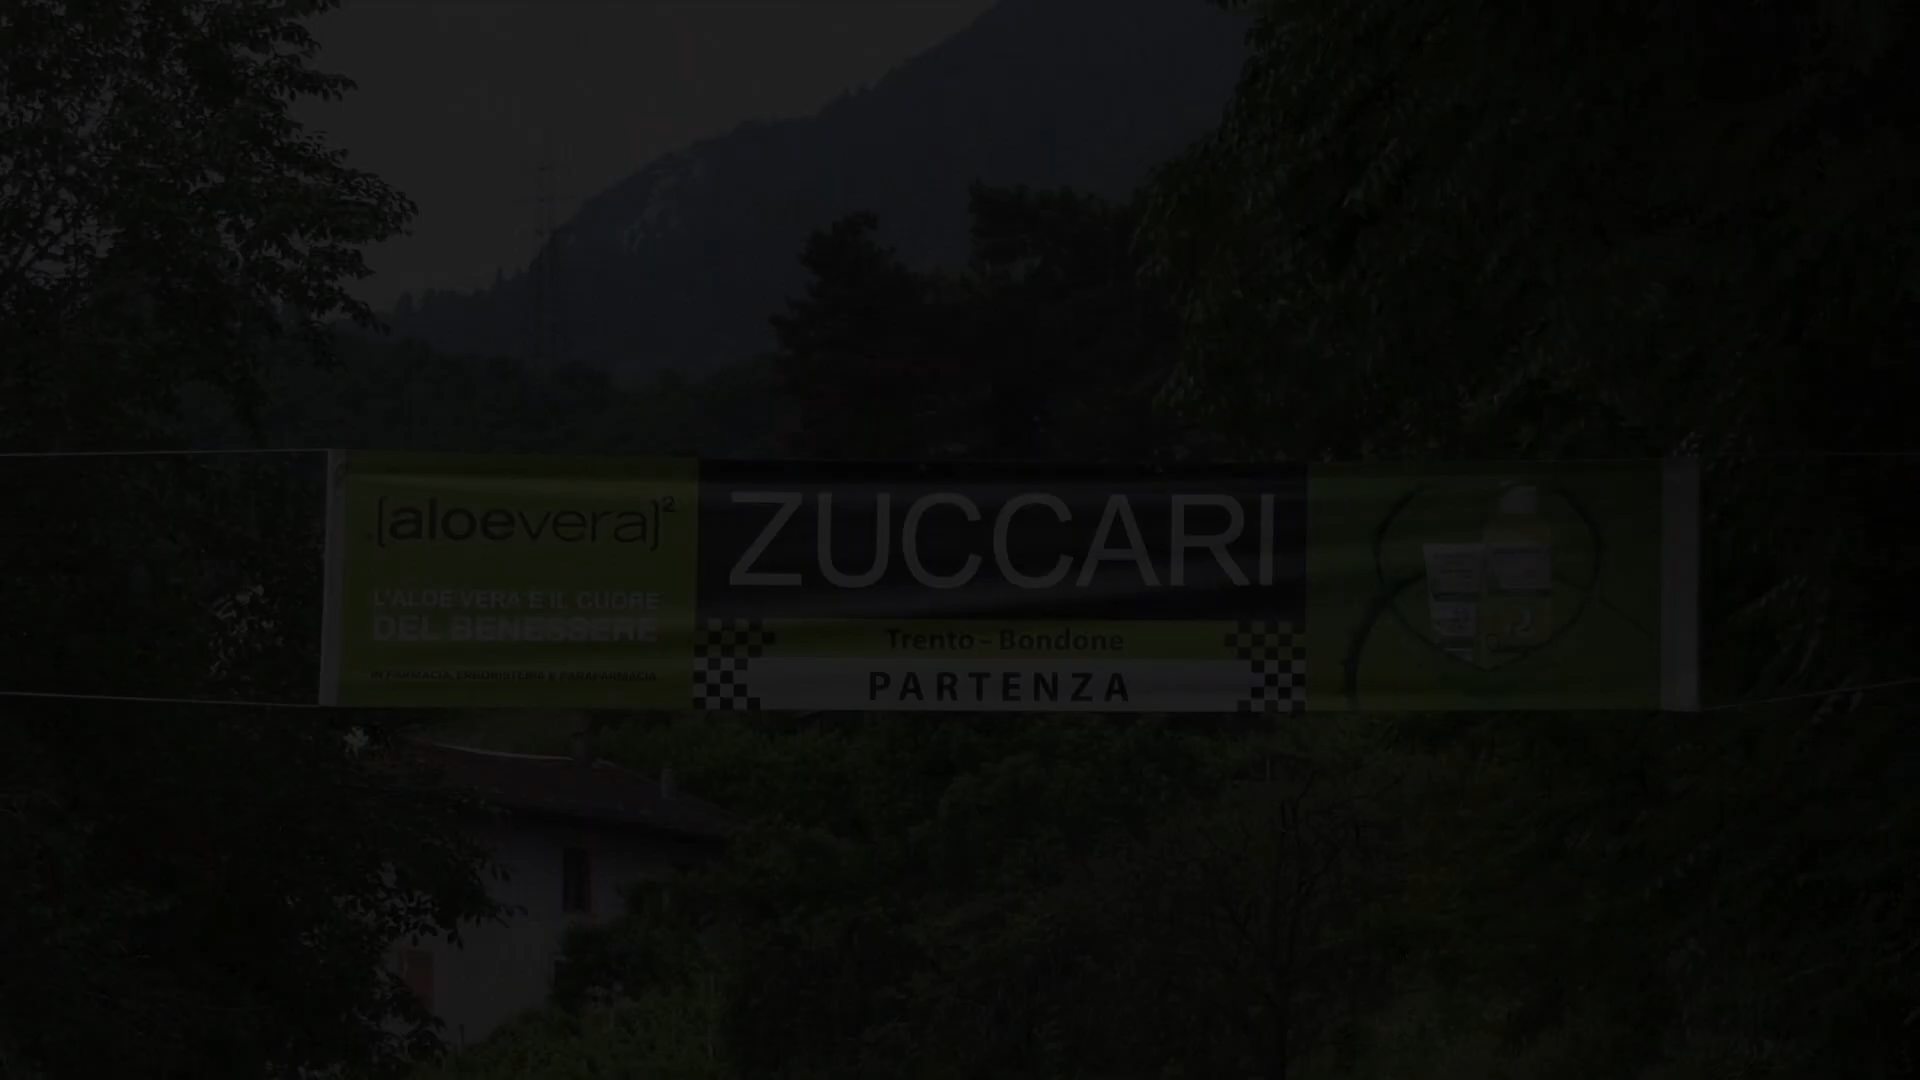 [aloevera]²
L'ALOE VERA E IL CUORE
DEL BENESSERE
IN FARMACIA, ERBORISTERIA E PARAFARMACIA
ZUCCARI
Trento - Bondone
PARTENZA